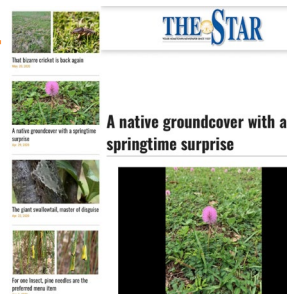 That bizarre cricket is back again
A native groundcover with a springtime
surprise
The giant swallowtail, master of disguise
For one insect, pine needles are the
preferred menu item
THE STAR
A native groundcover with a
springtime surprise